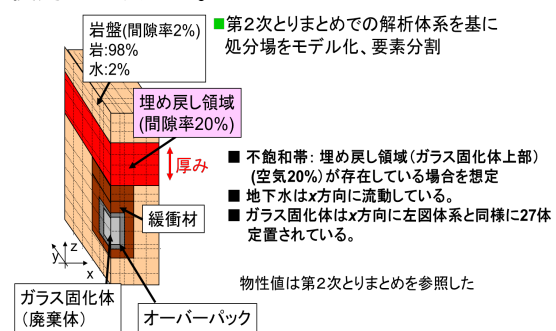 岩盤(間隙率2%)
岩:98%
水:2%
■第2次とりまとめでの解析体系を基に
処分場をモデル化、要素分割
埋め戻し領域
(間隙率20%)
厚み
■ 不飽和帯: 埋め戻し領域(ガラス固化体上部)
(空気20%)が存在している場合を想定
■ 地下水はx方向に流動している。
■ ガラス固化体はx方向に左図体系と同様に27体
定置されている。
緩衝材
z
y
x
物性値は第2次とりまとめを参照した
ガラス固化体
(廃棄体)
オーバーパック